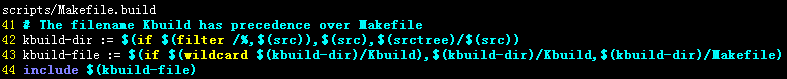 scripts/Makefile.build
41 # The filename Kbuild has precedence over Makefile
42 kbuild-dir := $(if $(filter /%,$(src)),$(src),$(srctree)/$(src))
43 kbuild-file := $(if $(wildcard $(kbuild-dir)/Kbuild),$(kbuild-dir)/Kbuild,$(kbuild-dir)/Makefile)
44 include $(kbuild-file)